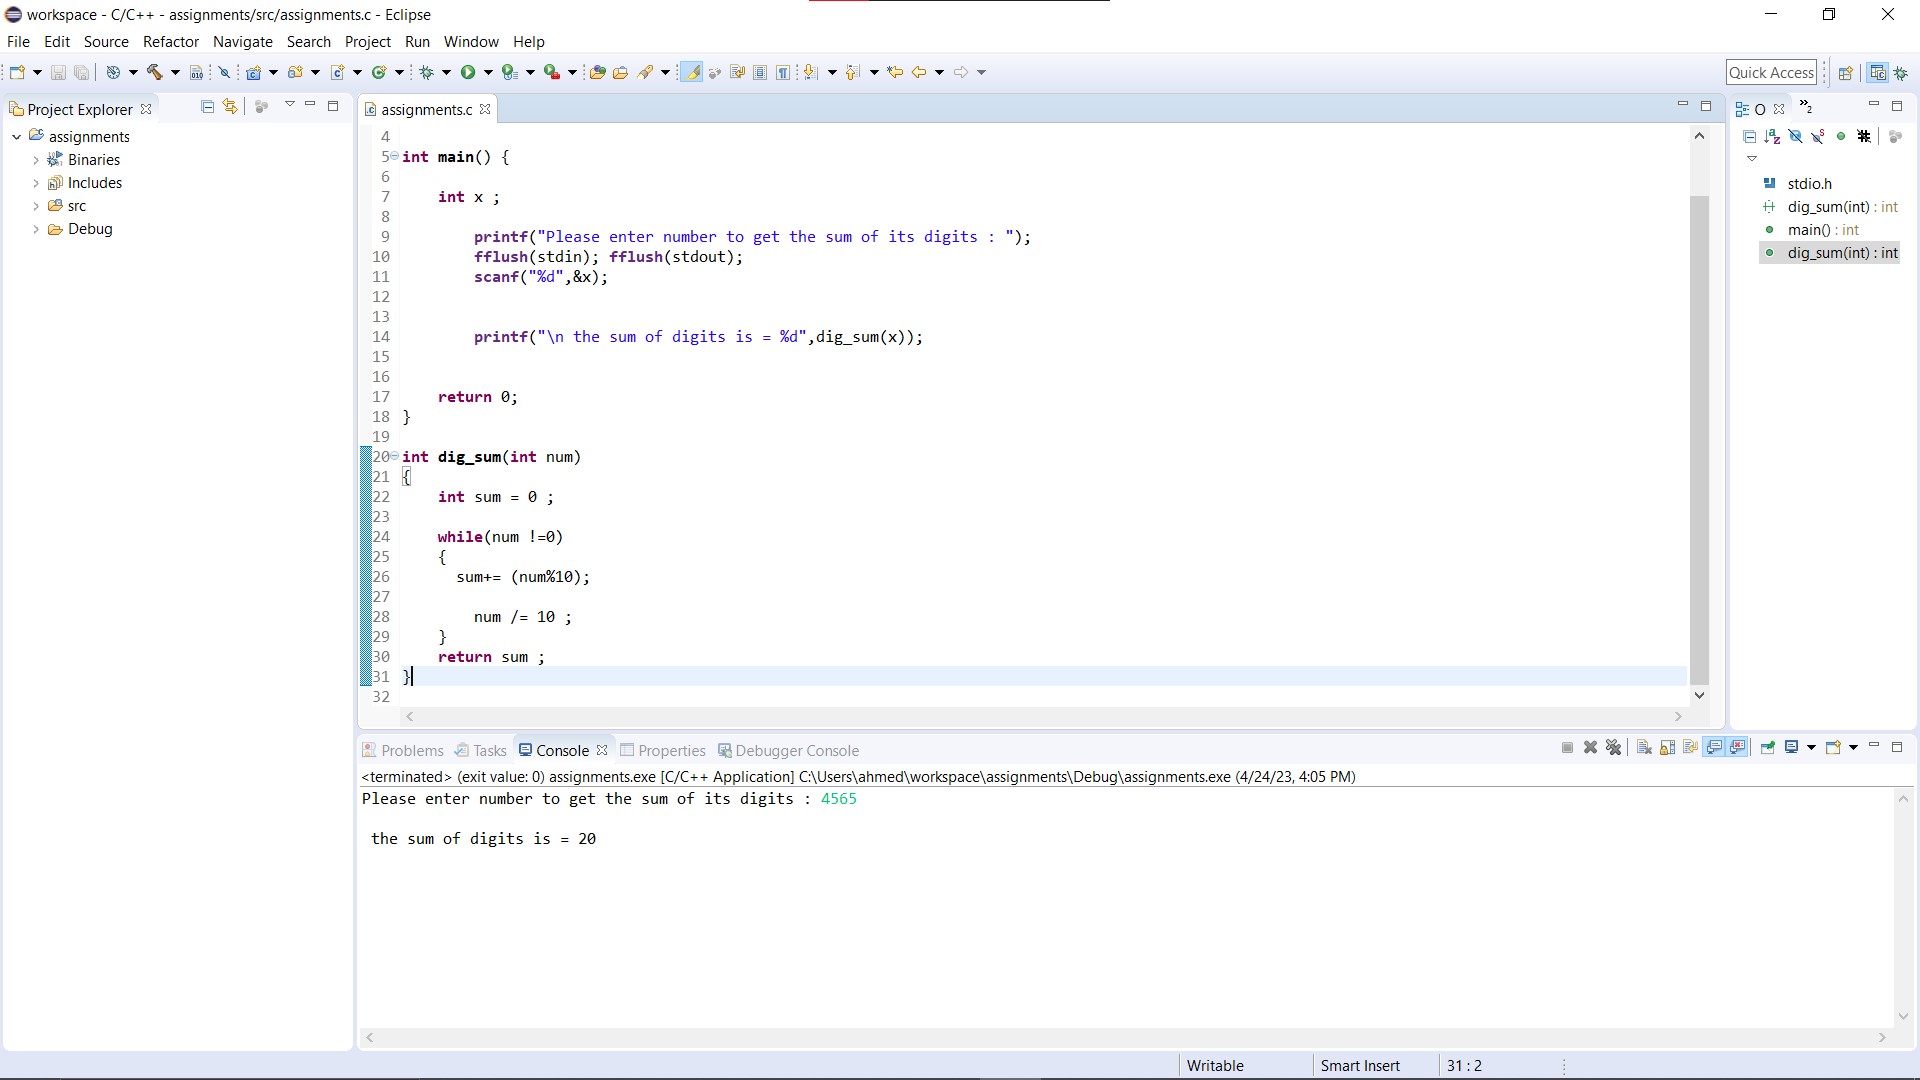 workspace - C/C++ - assignments/src/assignments.c - Eclipse
File Edit Source Refactor Navigate Search Project Run Window Help
Quick Access
Project Explorer
assignments
Binaries
Includes
src
Debug
assignments.c
4
5 int main() {
6
7 int x ;
8
9 printf("Please enter number to get the sum of its digits : ");
10 fflush(stdin); fflush(stdout);
11 scanf("%d",&x);
12
13
14 printf("\n the sum of digits is = %d",dig_sum(x));
15
16
17 return 0;
18 }
19
20 int dig_sum(int num)
21 {
22 int sum = 0 ;
23
24 while(num !=0)
25 {
26 sum+= (num%10);
27
28 num /= 10 ;
29 }
30 return sum ;
31 }
32
O
2
stdio.h
dig_sum(int) : int
main() : int
dig_sum(int) : int
Problems Tasks Console Properties Debugger Console
<terminated> (exit value: 0) assignments.exe [C/C++ Application] C:\Users\ahmed\workspace\assignments\Debug\assignments.exe (4/24/23, 4:05 PM)
Please enter number to get the sum of its digits : 4565
the sum of digits is = 20
Writable Smart Insert 31 : 2